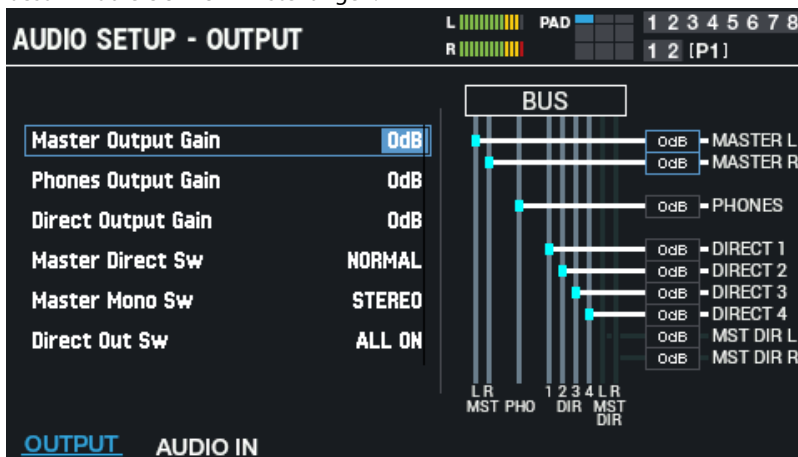 AUDIO SETUP - OUTPUT
L
R
PAD
1 2 3 4 5 6 7 8
1 2 [P1]
BUS
Master Output Gain 0dB
Phones Output Gain 0dB
Direct Output Gain 0dB
Master Direct Sw NORMAL
Master Mono Sw STEREO
Direct Out Sw ALL ON
0dB MASTER L
0dB MASTER R
0dB PHONES
0dB DIRECT 1
0dB DIRECT 2
0dB DIRECT 3
0dB DIRECT 4
0dB MST DIR L
0dB MST DIR R
L R 1 2 3 4 L R
MST PHO DIR MST
DIR
OUTPUT AUDIO IN